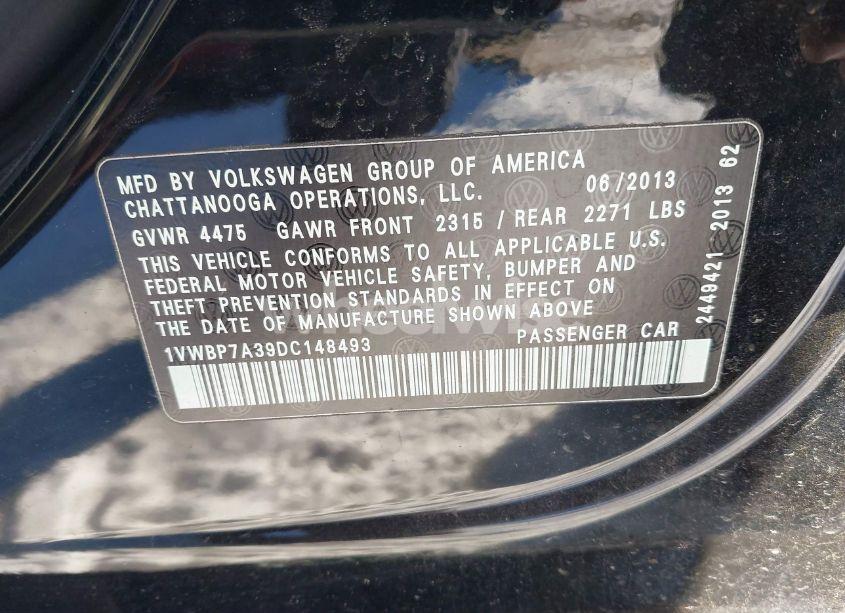 MFD BY VOLKSWAGEN GROUP OF AMERICA
CHATTANOOGA OPERATIONS, LLC. 06/2013
GVWR 4475 GAWR FRONT 2315 / REAR 2271 LBS
THIS VEHICLE CONFORMS TO ALL APPLICABLE U.S.
FEDERAL MOTOR VEHICLE SAFETY, BUMPER AND
THEFT PREVENTION STANDARDS IN EFFECT ON
THE DATE OF MANUFACTURE SHOWN ABOVE
1VWBP7A39DC148493 PASSENGER CAR
2449421 2013 62